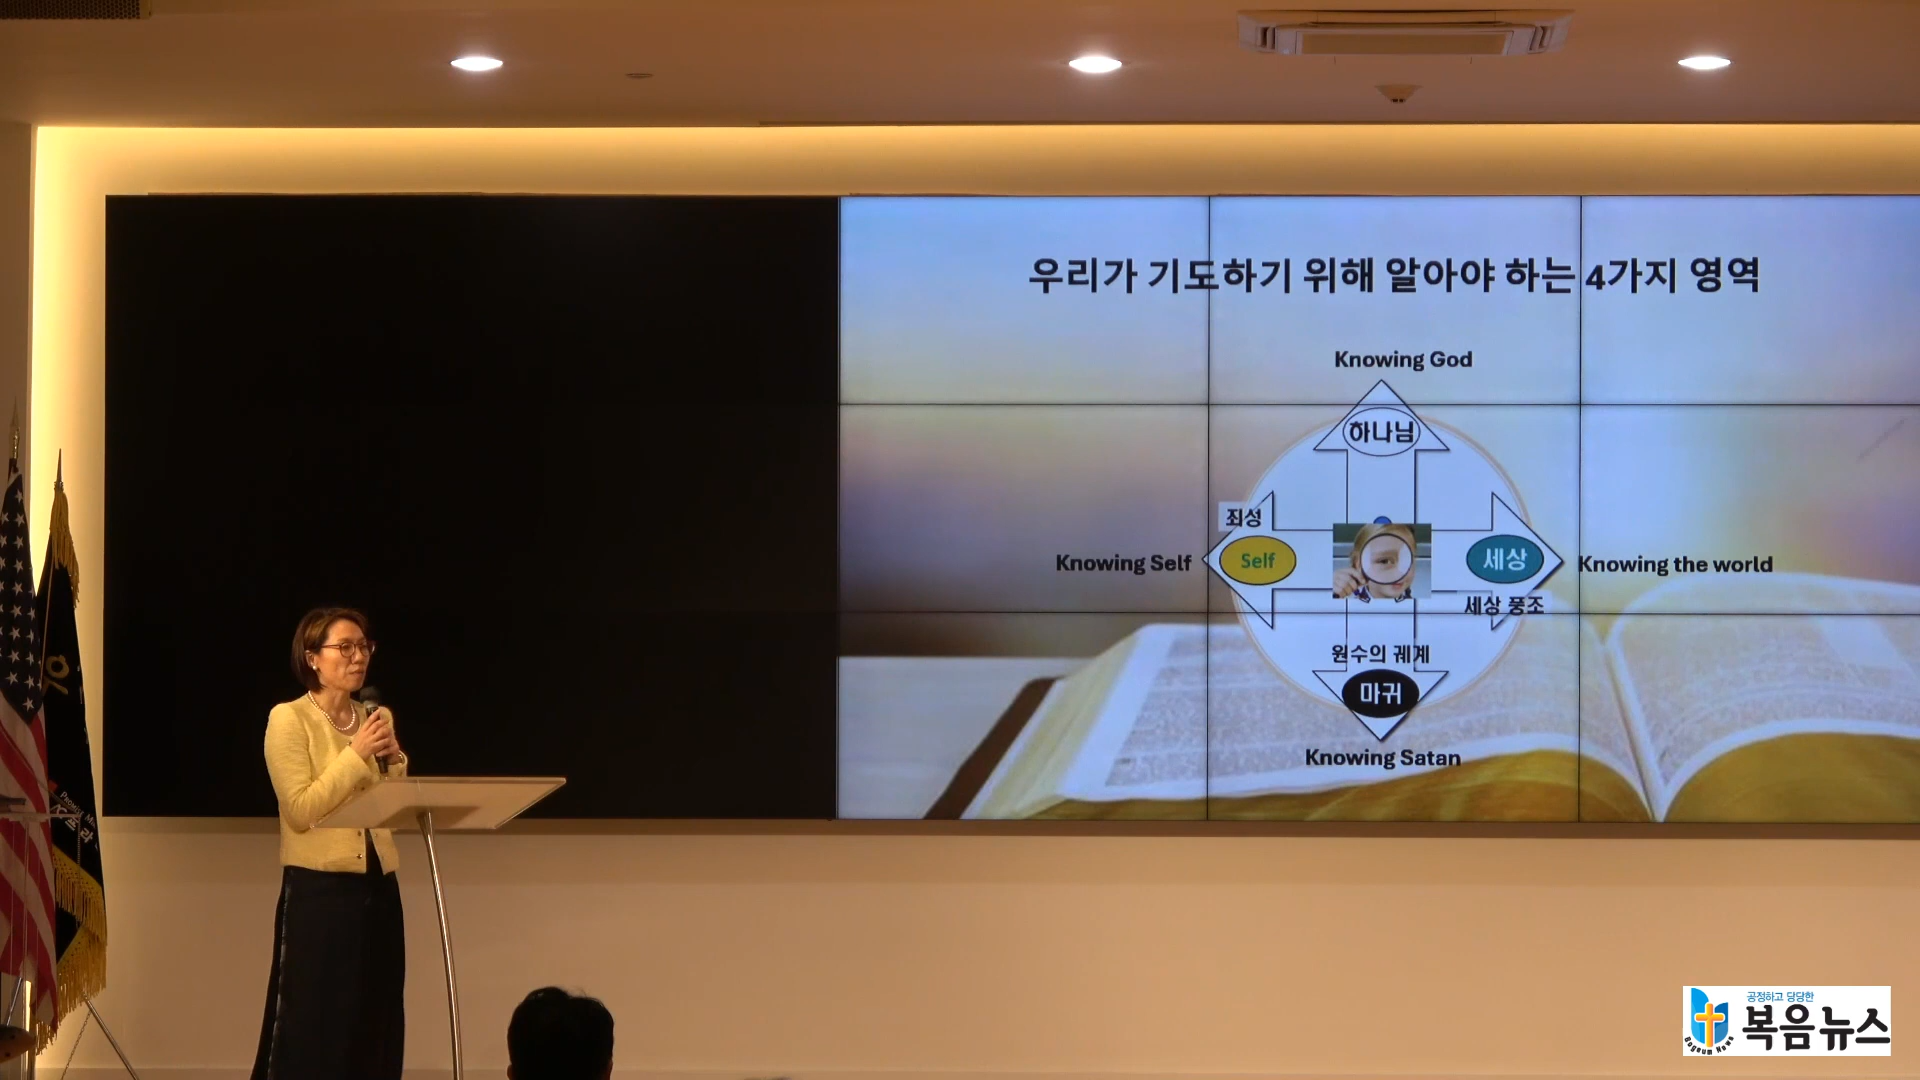 우리가 기도하기 위해 알아야 하는 4가지 영역
Knowing God
하나님
죄성
Knowing Self
Self
세상
Knowing the world
세상 풍조
원수의 궤계
마귀
Knowing Satan
공정하고 당당한
복음뉴스
Bogeum News